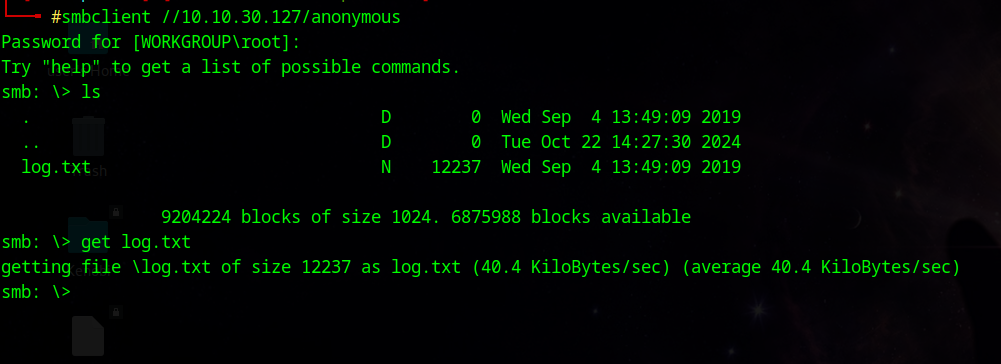 #smbclient //10.10.30.127/anonymous
Password for [WORKGROUP\root]:
Try "help" to get a list of possible commands.
smb: \> ls
  .                                   D        0  Wed Sep  4 13:49:09 2019
  ..                                  D        0  Tue Oct 22 14:27:30 2024
  log.txt                             N    12237  Wed Sep  4 13:49:09 2019

                9204224 blocks of size 1024. 6875988 blocks available
smb: \> get log.txt
getting file \log.txt of size 12237 as log.txt (40.4 KiloBytes/sec) (average 40.4 KiloBytes/sec)
smb: \>